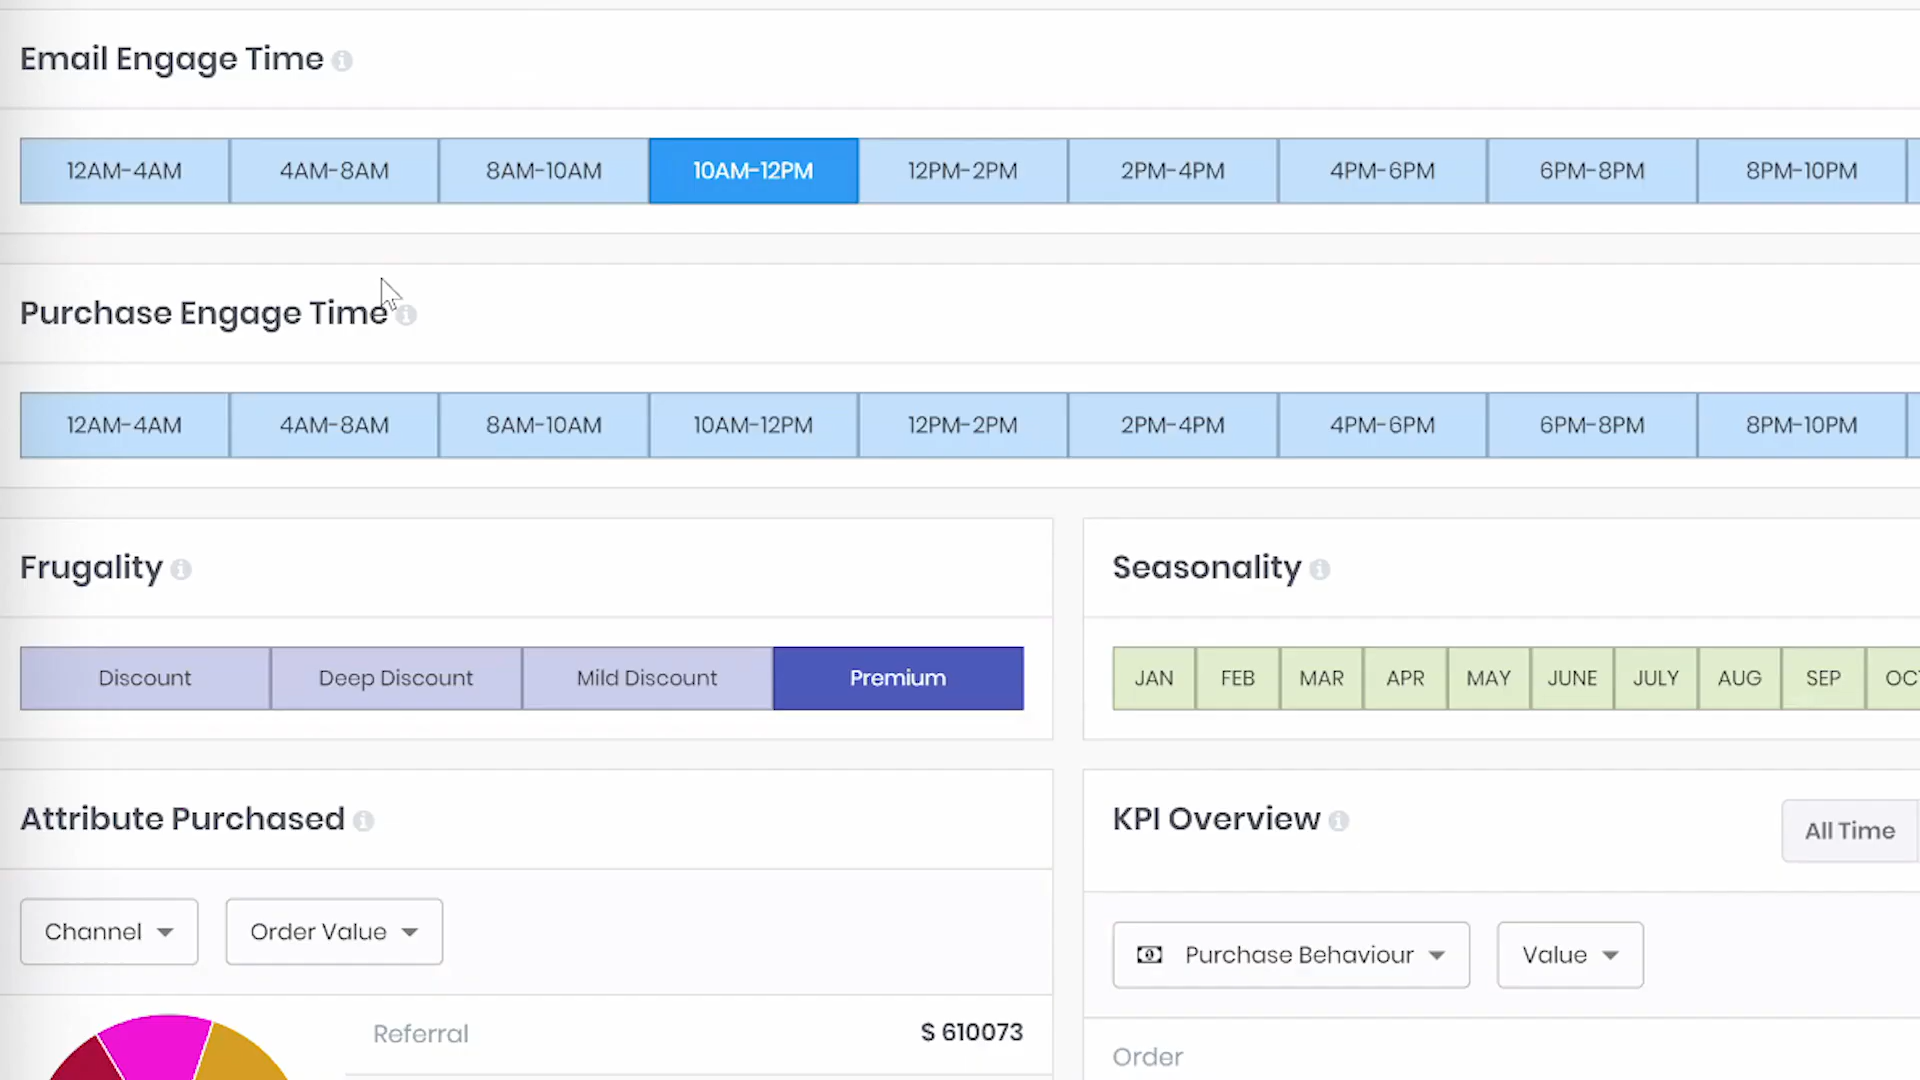 Email Engage Time
12AM-4AM 4AM-8AM 8AM-10AM 10AM-12PM 12PM-2PM 2PM-4PM 4PM-6PM 6PM-8PM 8PM-10PM
Purchase Engage Time
12AM-4AM 4AM-8AM 8AM-10AM 10AM-12PM 12PM-2PM 2PM-4PM 4PM-6PM 6PM-8PM 8PM-10PM
Frugality
Discount Deep Discount Mild Discount Premium
Seasonality
JAN FEB MAR APR MAY JUNE JULY AUG SEP
Attribute Purchased
Channel Order Value
Referral $ 610073
KPI Overview
All Time
Purchase Behaviour Value
Order